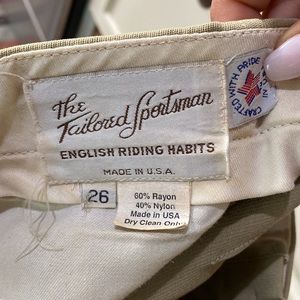 The
Tailored Sportsman
ENGLISH RIDING HABITS
MADE IN U.S.A.
26
60% Rayon
40% Nylon
Made in USA
Dry Clean Only
CRAFTED WITH PRIDE IN